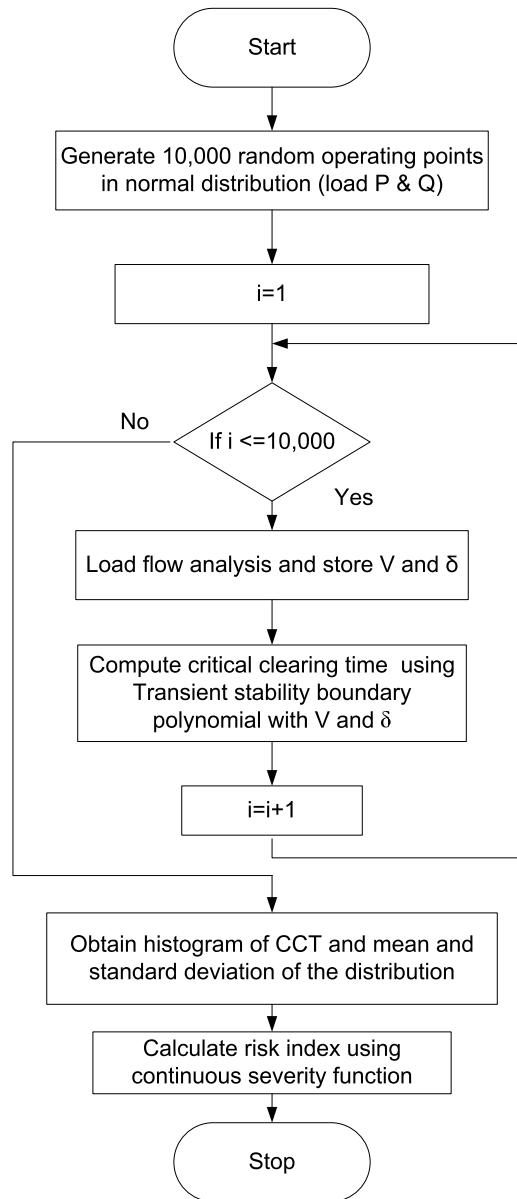 Start
Generate 10,000 random operating points
in normal distribution (load P & Q)
i=1
If i <=10,000
No
Yes
Load flow analysis and store V and δ
Compute critical clearing time using
Transient stability boundary
polynomial with V and δ
i=i+1
Obtain histogram of CCT and mean and
standard deviation of the distribution
Calculate risk index using
continuous severity function
Stop